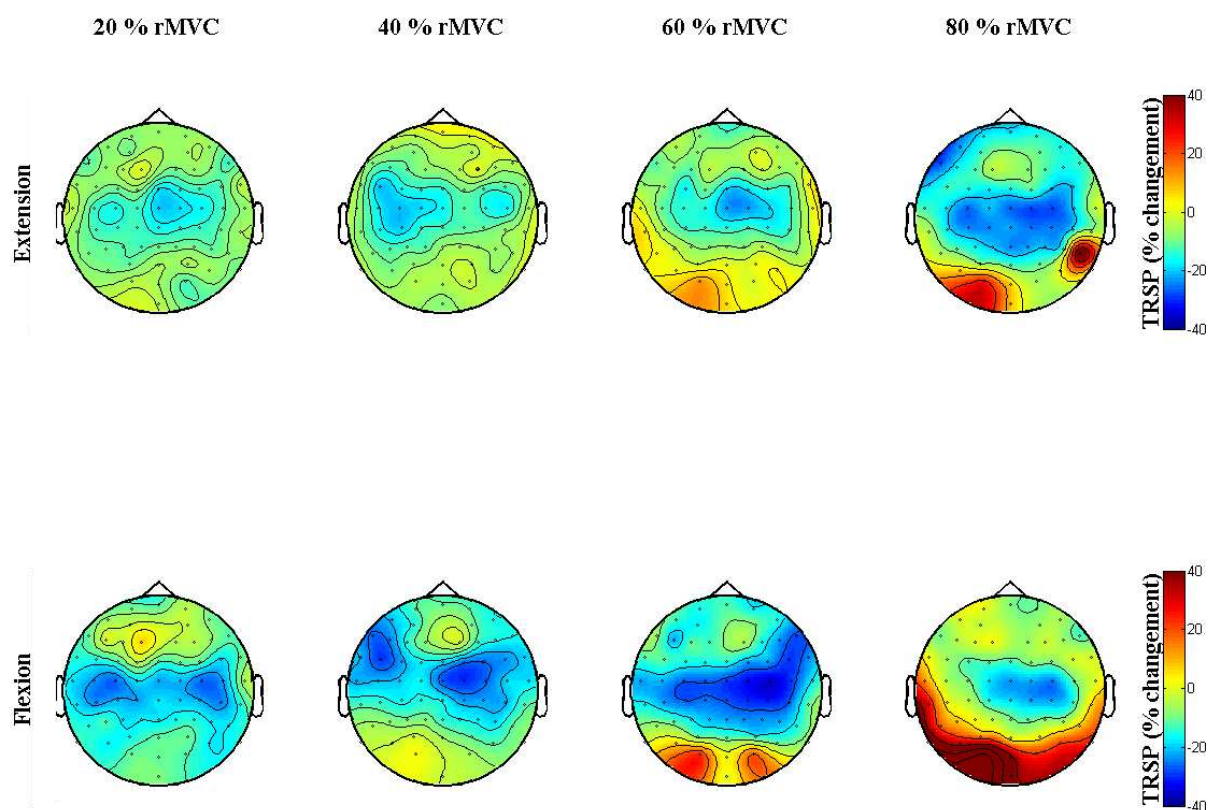 20 % rMVC
40 % rMVC
60 % rMVC
80 % rMVC
Extension
TRSP (% changement)
40
20
0
-20
-40
Flexion
TRSP (% changement)
40
20
0
-20
-40